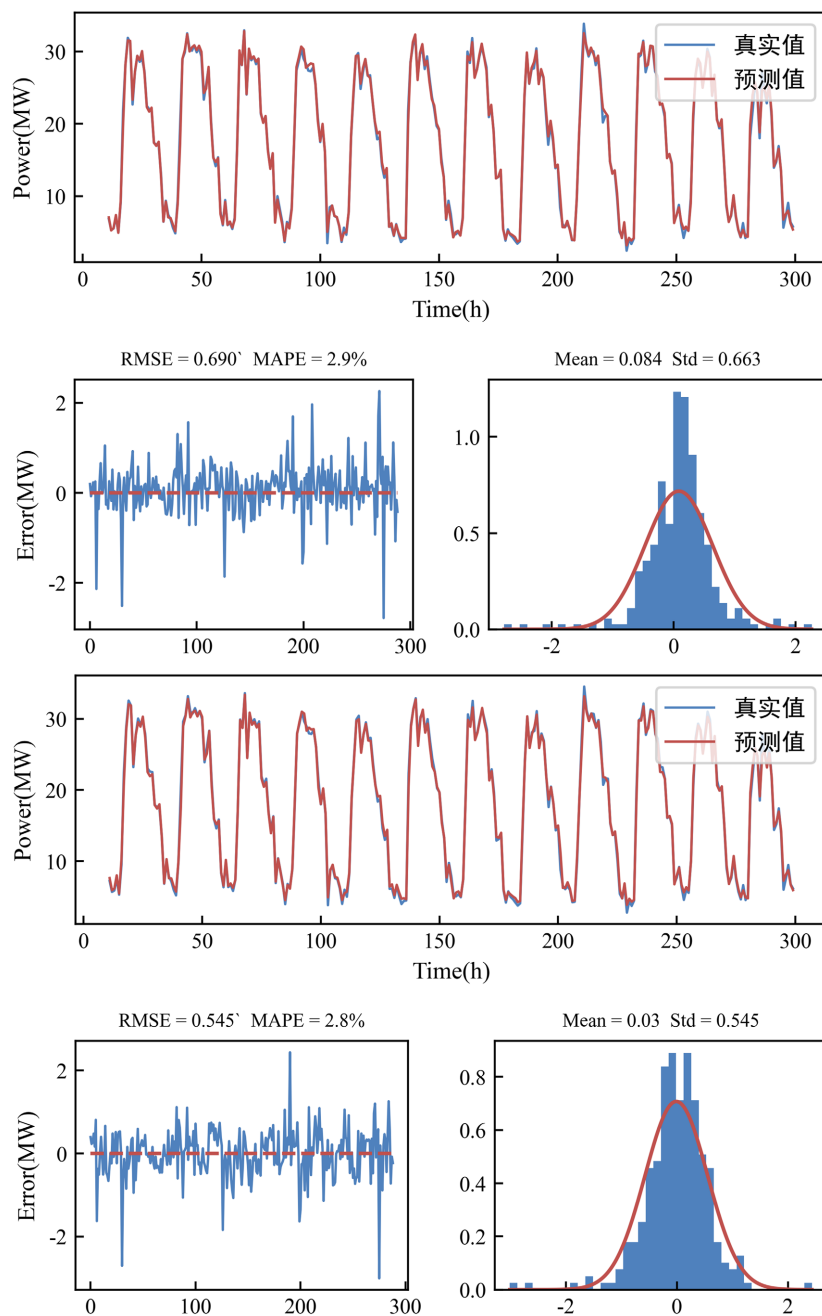 Power(MW)
30
20
10
真实值
预测值
0 50 100 150 200 250 300
Time(h)
RMSE = 0.690` MAPE = 2.9%
Error(MW)
2
0
-2
0 100 200 300
Mean = 0.084 Std = 0.663
1.0
0.5
0.0
-2 0 2
Power(MW)
30
20
10
真实值
预测值
0 50 100 150 200 250 300
Time(h)
RMSE = 0.545` MAPE = 2.8%
Error(MW)
2
0
-2
0 100 200 300
Mean = 0.03 Std = 0.545
0.8
0.6
0.4
0.2
0.0
-2 0 2